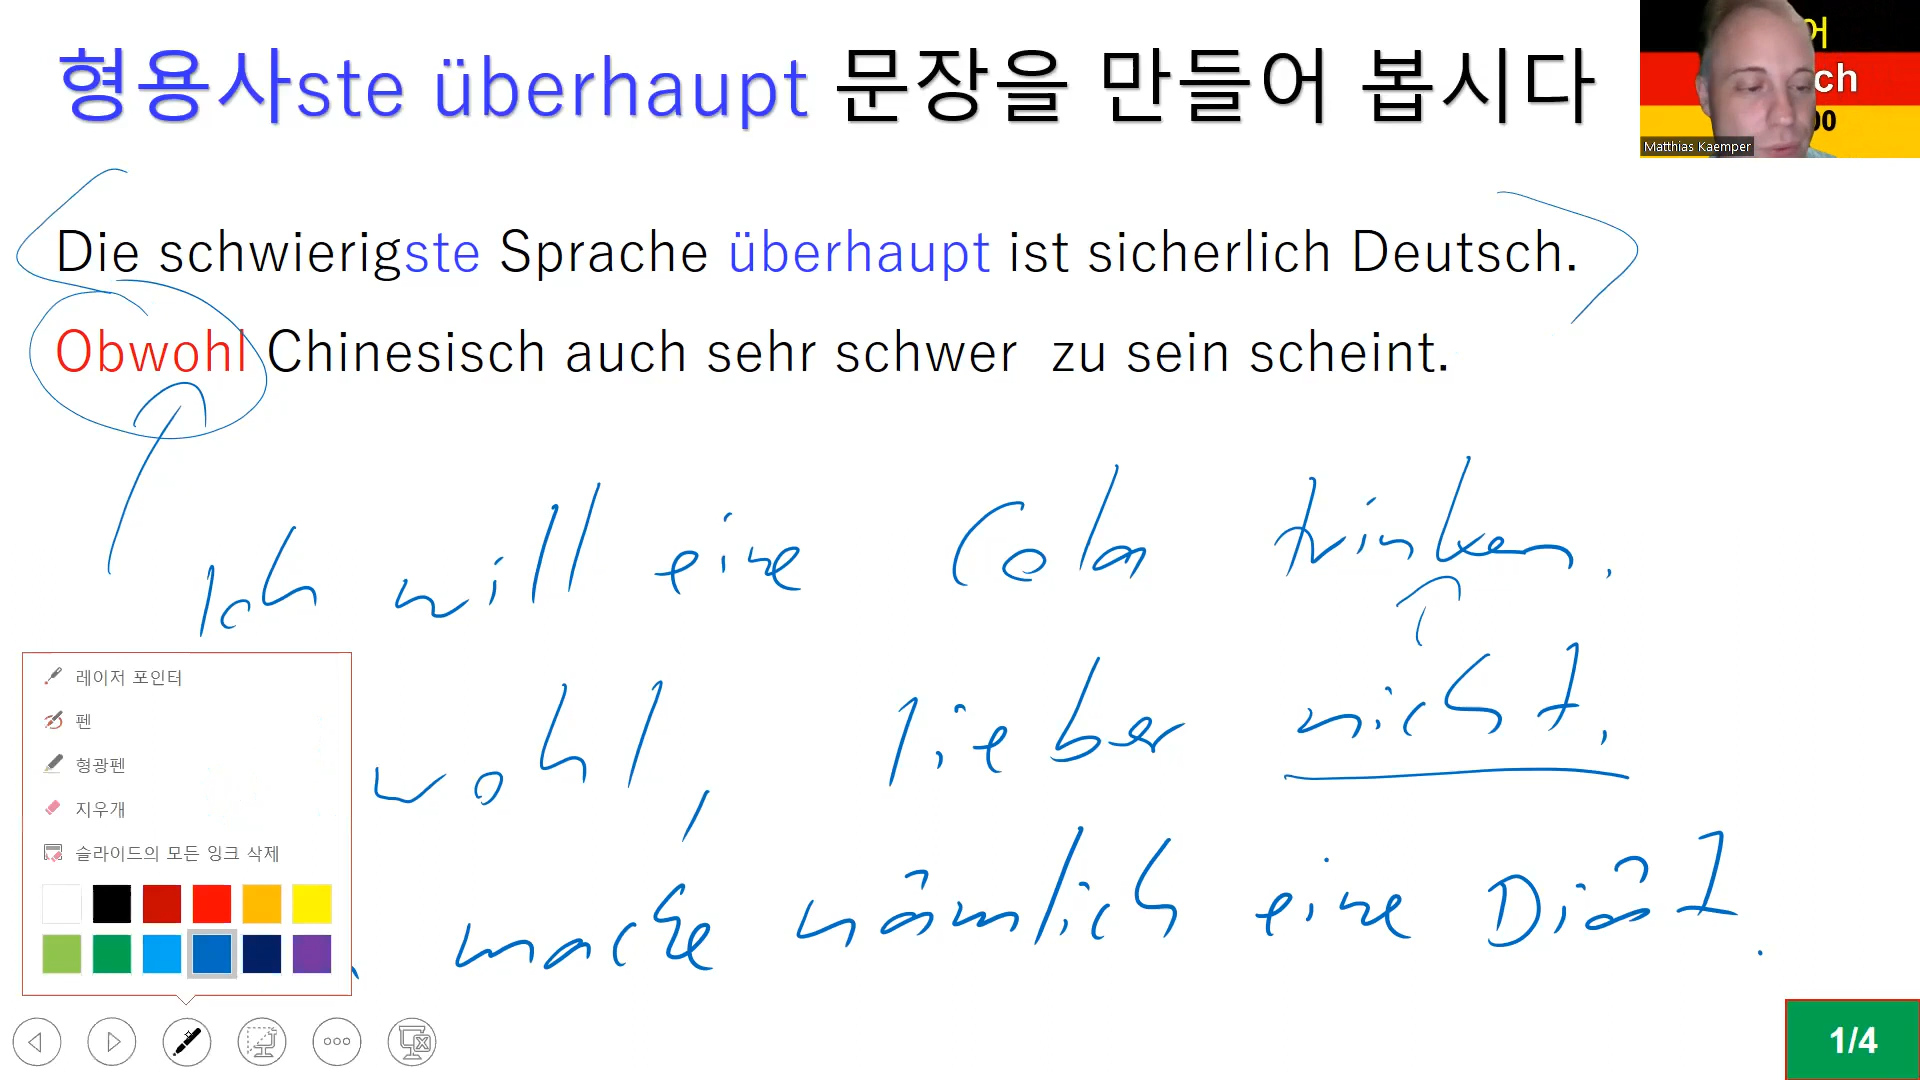 형용사ste überhaupt 문장을 만들어 봅시다
어
ch
00
Matthias Kaemper
Die schwierigste Sprache überhaupt ist sicherlich Deutsch.
Obwohl Chinesisch auch sehr schwer zu sein scheint.
Ich will eine Cola trinken.
wohl, lieber nicht.
mache nämlich eine Diät.
레이저 포인터
펜
형광펜
지우개
슬라이드의 모든 잉크 삭제
1/4